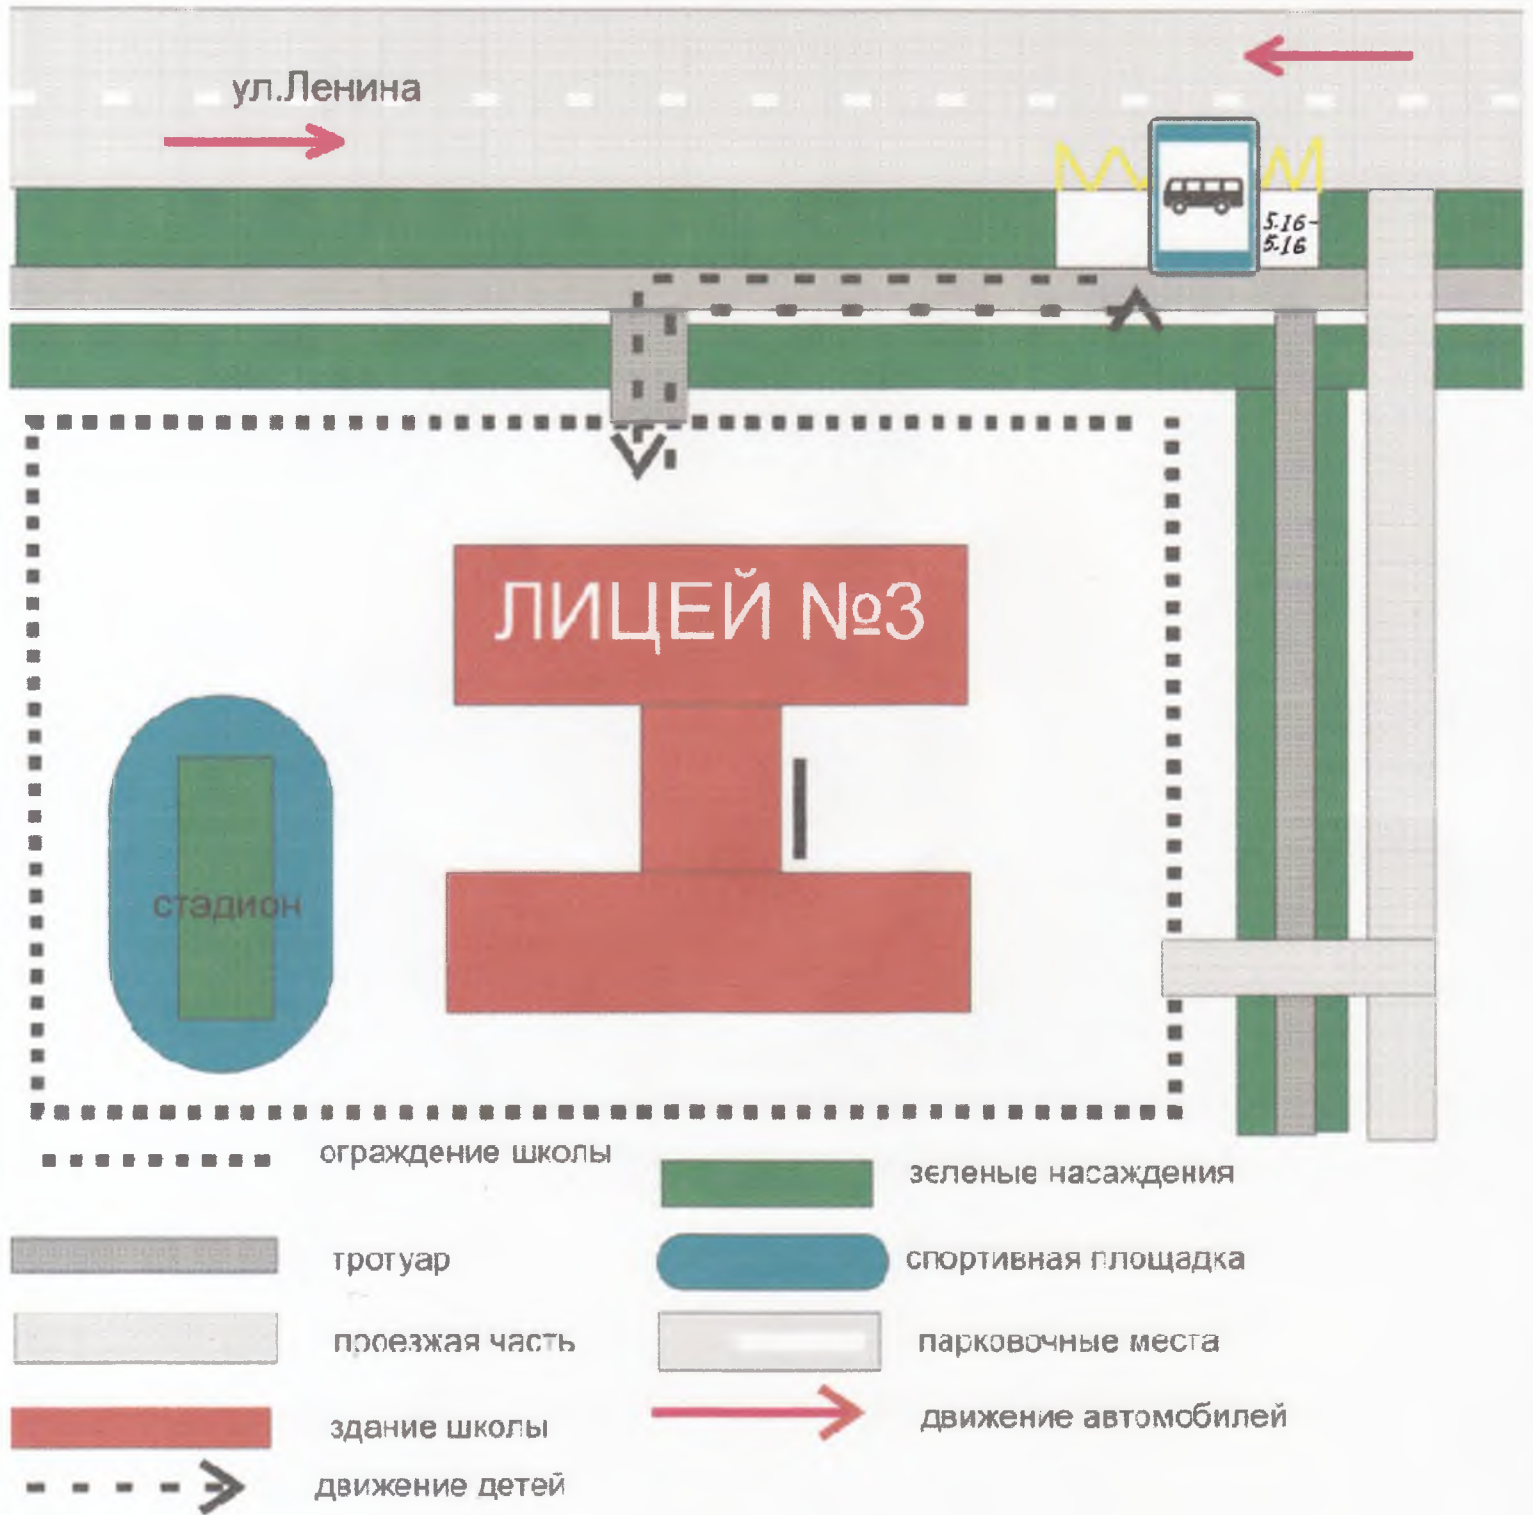 ул.Ленина
5.16-
5.16
ЛИЦЕЙ №3
стадион
ограждение школы
зеленые насаждения
тротуар
спортивная площадка
проезжая часть
парковочные места
здание школы
движение автомобилей
движение детей